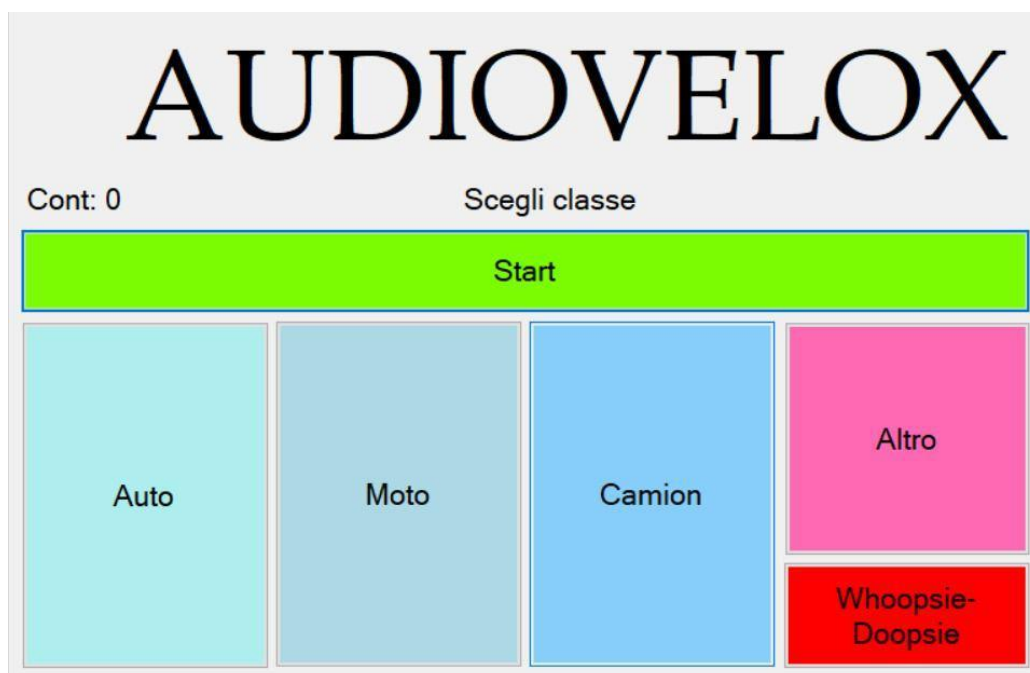 AUDIOVELOX
Cont: 0
Scegli classe
Start
Auto
Moto
Camion
Altro
Whoopsie-
Doopsie